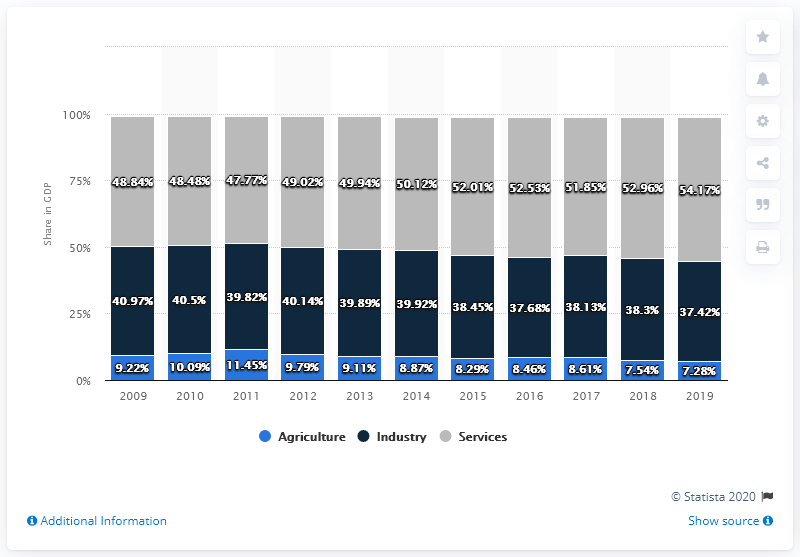 Share in GDP
100%
75%
50%
25%
0%
48.84% 48.48% 47.77% 49.02% 49.94% 50.12% 52.01% 52.53% 51.85% 52.96% 54.17%
40.97% 40.5% 39.82% 40.14% 39.89% 39.92% 38.45% 37.68% 38.13% 38.3% 37.42%
9.22% 10.09% 11.45% 9.79% 9.11% 8.87% 8.29% 8.46% 8.61% 7.54% 7.28%
2009 2010 2011 2012 2013 2014 2015 2016 2017 2018 2019
Agriculture Industry Services
© Statista 2020
Additional Information Show source